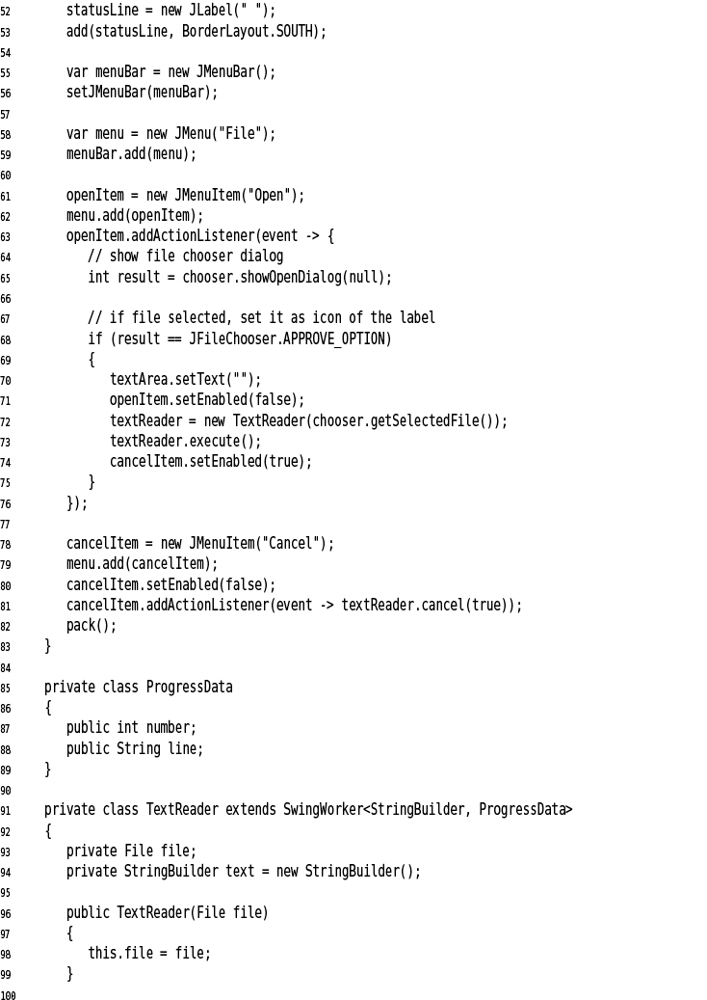 52 statusLine = new JLabel(" ");
53 add(statusLine, BorderLayout.SOUTH);
54
55 var menuBar = new JMenuBar();
56 setJMenuBar(menuBar);
57
58 var menu = new JMenu("File");
59 menuBar.add(menu);
60
61 openItem = new JMenuItem("Open");
62 menu.add(openItem);
63 openItem.addActionListener(event -> {
64 // show file chooser dialog
65 int result = chooser.showOpenDialog(null);
66
67 // if file selected, set it as icon of the label
68 if (result == JFileChooser.APPROVE_OPTION)
69 {
70 textArea.setText("");
71 openItem.setEnabled(false);
72 textReader = new TextReader(chooser.getSelectedFile());
73 textReader.execute();
74 cancelItem.setEnabled(true);
75 }
76 });
77
78 cancelItem = new JMenuItem("Cancel");
79 menu.add(cancelItem);
80 cancelItem.setEnabled(false);
81 cancelItem.addActionListener(event -> textReader.cancel(true));
82 pack();
83 }
84
85 private class ProgressData
86 {
87 public int number;
88 public String line;
89 }
90
91 private class TextReader extends SwingWorker<StringBuilder, ProgressData>
92 {
93 private File file;
94 private StringBuilder text = new StringBuilder();
95
96 public TextReader(File file)
97 {
98 this.file = file;
99 }
100